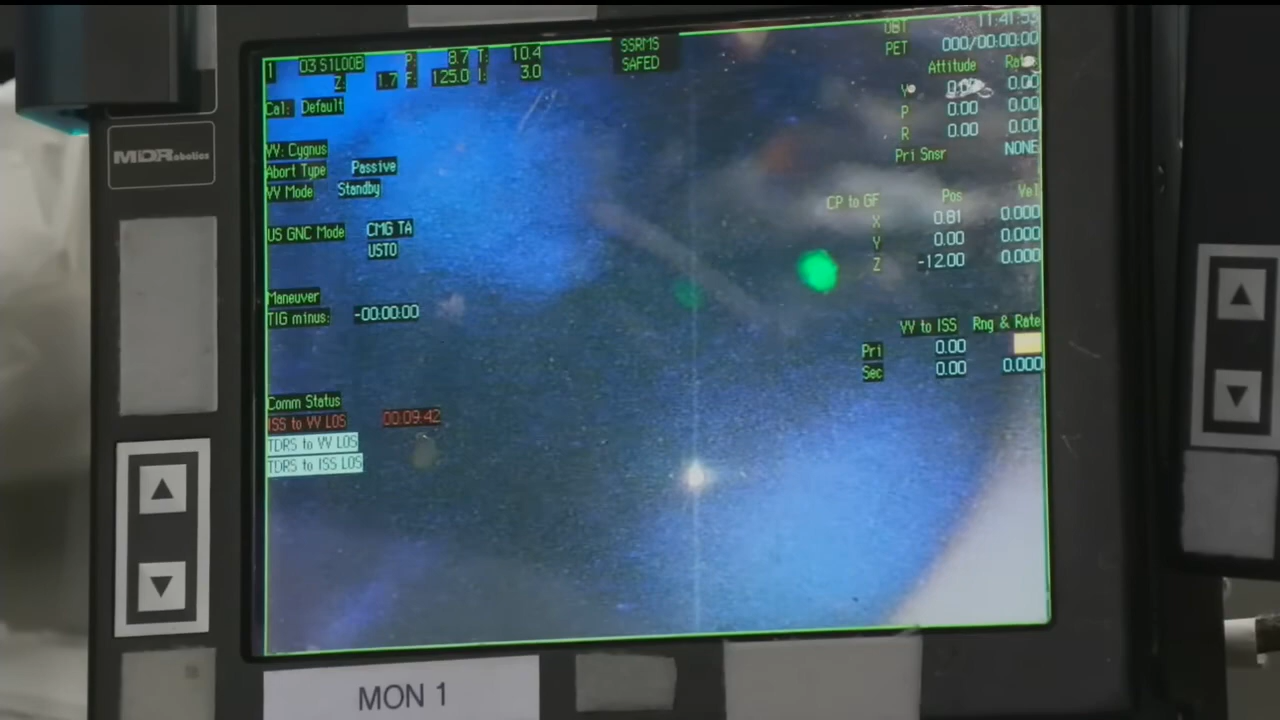 MDRobotics
1 03 S1LOOB P: 8.7 T: 10.4
Z: 1.7 F: 125.0 I: 3.0
SSRMS
SAFED
Cal: Default
VV: Cygnus
Abort Type Passive
VV Mode Standby
US GNC Mode CMG TA
USTO
Maneuver
TIG minus: -00:00:00
Comm Status
ISS to VV LOS 00:09:42
TDRS to VV LOS
TDRS to ISS LOS
GMT 11:41:53
PET 000/00:00:00
Attitude Rate
Y 0.00 0.00
P 0.00 0.00
R 0.00 0.00
Pri Snsr NONE
CP to GF Pos Vel
X 0.81 0.000
Y 0.00 0.000
Z -12.00 0.000
VV to ISS Rng & Rate
Pri 0.00
Sec 0.00 0.000
MON 1